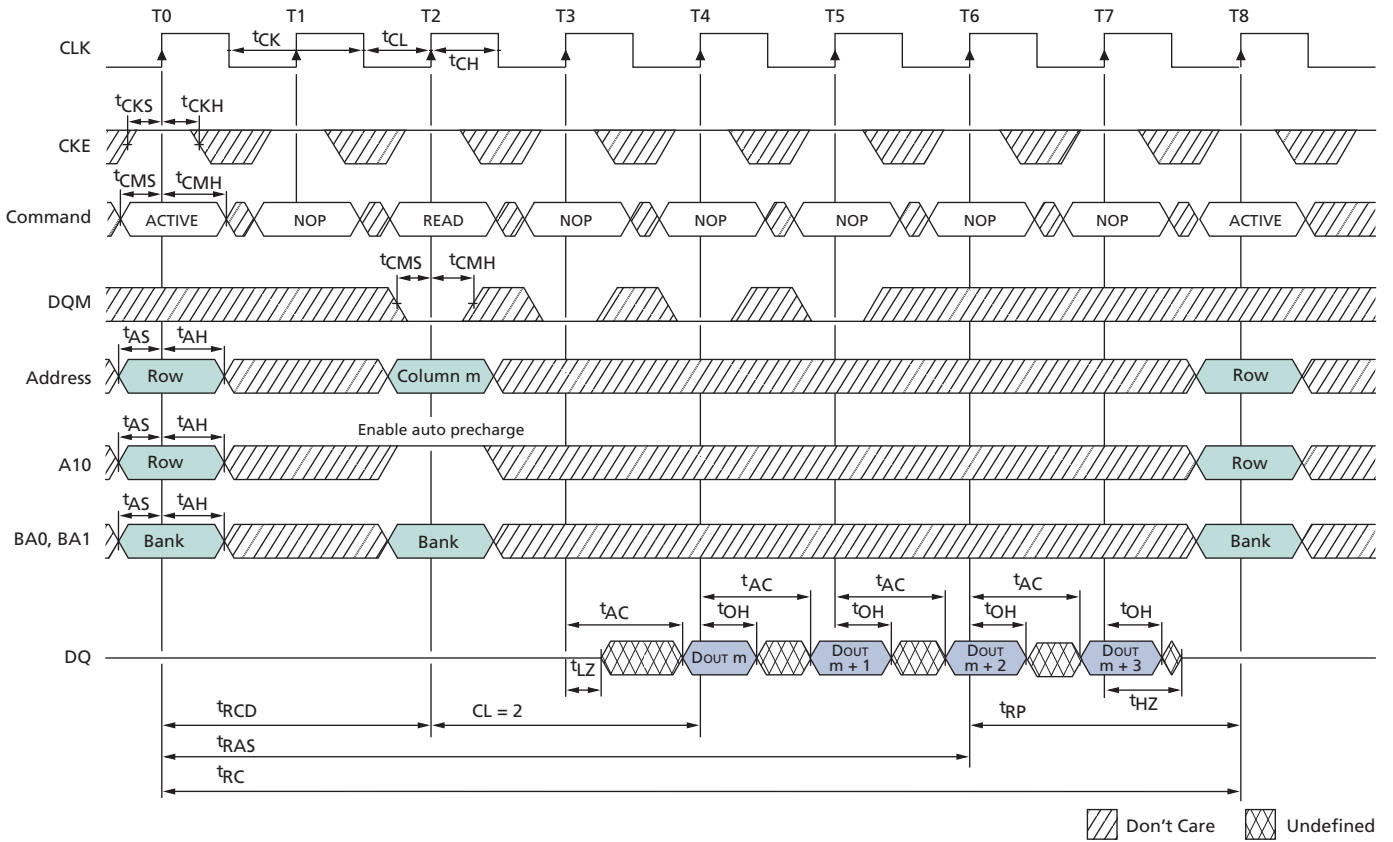 T0 T1 T2 T3 T4 T5 T6 T7 T8
CLK
tCK tCL
tCH
tCKS tCKH
CKE
tCMS tCMH
Command ACTIVE NOP READ NOP NOP NOP NOP NOP ACTIVE
tCMS tCMH
DQM
tAS tAH
Address Row Column m Row
Enable auto precharge
tAS tAH
A10 Row Row
tAS tAH
BA0, BA1 Bank Bank Bank
tAC tAC tAC
tAC tOH tOH tOH tOH
DQ DOUT m DOUT m + 1 DOUT m + 2 DOUT m + 3
tLZ tHZ
tRCD CL = 2 tRP
tRAS
tRC
Don't Care Undefined